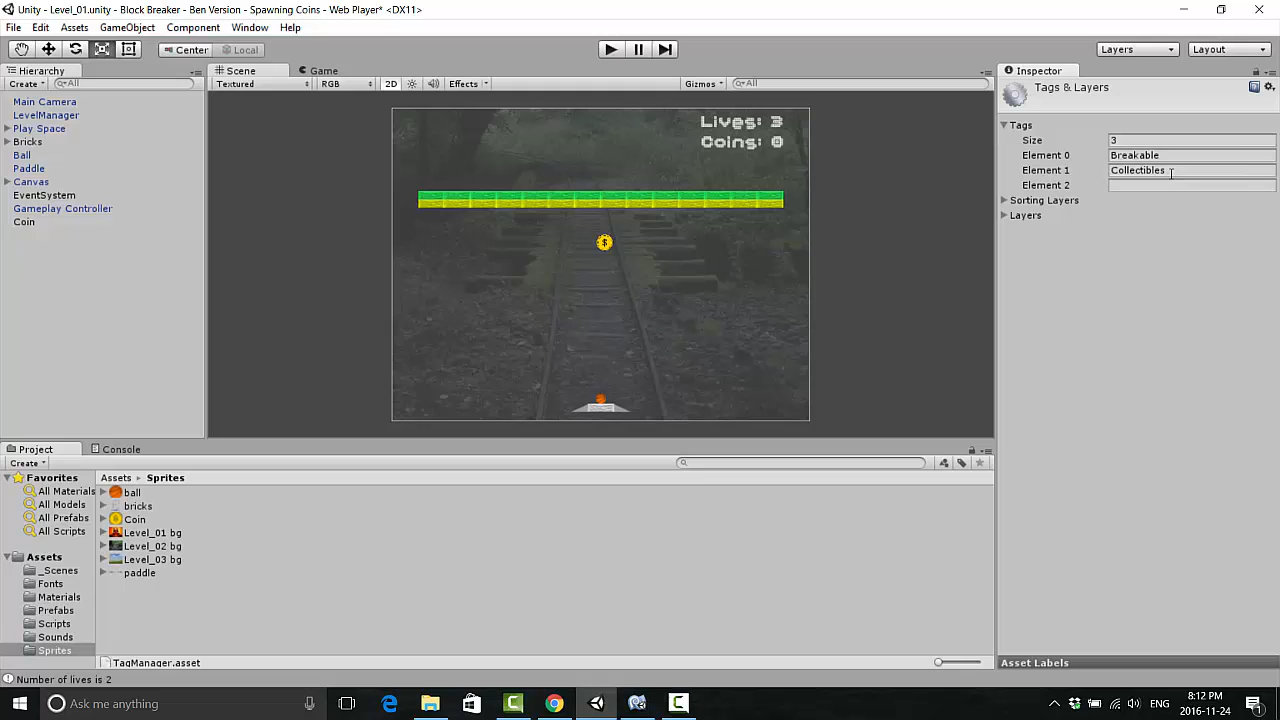 Unity - Level_01.unity - Block Breaker - Ben Version - Spawning Coins - Web Player* <DX11>
File Edit Assets GameObject Component Window Help
Center Local Layers Layout
Hierarchy Scene Game Inspector
Create All Textured RGB 2D Effects Gizmos All Tags & Layers
Main Camera
LevelManager
Play Space
Bricks
Ball
Paddle
Canvas
EventSystem
Gameplay Controller
Coin
Lives: 3
Coins: 0
Tags
Size 3
Element 0 Breakable
Element 1 Collectibles
Element 2
Sorting Layers
Layers
Project Console
Create
Favorites
All Materials
All Models
All Prefabs
All Scripts
Assets
_Scenes
Fonts
Materials
Prefabs
Scripts
Sounds
Sprites
Assets Sprites
ball
bricks
Coin
Level_01 bg
Level_02 bg
Level_03 bg
paddle
TagManager.asset
Asset Labels
Number of lives is 2
Ask me anything
8:12 PM
2016-11-24